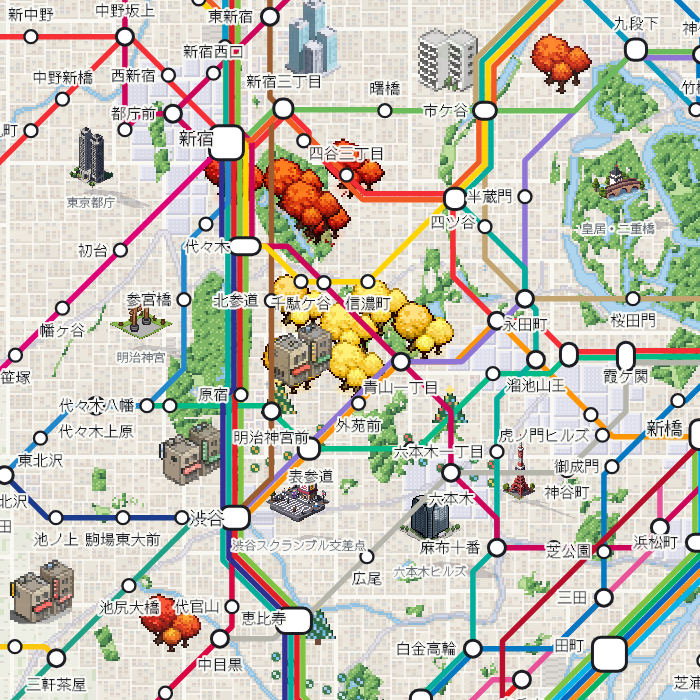 新中野
中野坂上
東新宿
九段下
新宿西口
中野新橋
西新宿
新宿三丁目
曙橋
市ケ谷
都庁前
新宿
四谷三丁目
東京都庁
半蔵門
四ツ谷
皇居・二重橋
初台
代々木
参宮橋
北参道
千駄ケ谷
信濃町
幡ケ谷
永田町
桜田門
明治神宮
笹塚
青山一丁目
溜池山王
霞ケ関
原宿
代々木八幡
代々木上原
明治神宮前
外苑前
虎ノ門ヒルズ
新橋
東北沢
六本木一丁目
御成門
表参道
神谷町
六本木
北沢
渋谷
池ノ上
駒場東大前
渋谷スクランブル交差点
麻布十番
芝公園
浜松町
広尾
六本木ヒルズ
三田
池尻大橋
代官山
恵比寿
中目黒
白金高輪
田町
三軒茶屋
芝浦